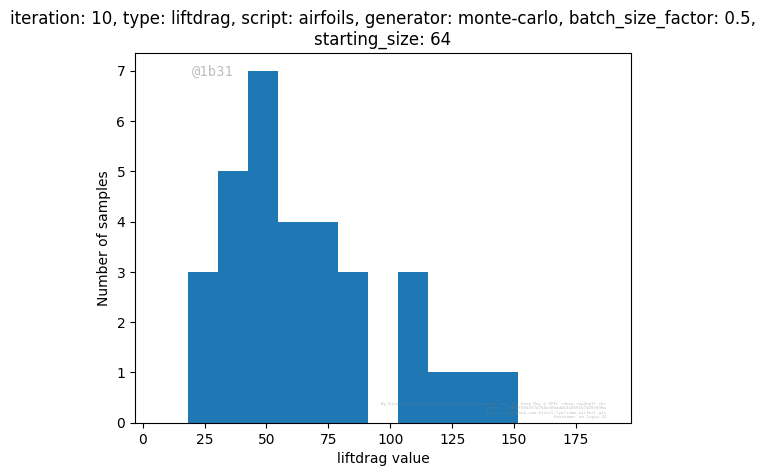 iteration: 10, type: liftdrag, script: airfoils, generator: monte-carlo, batch_size_factor: 0.5,
starting_size: 64
@1b31
7
6
5
4
3
2
1
0
Number of samples
0 25 50 75 100 125 150 175
liftdrag value